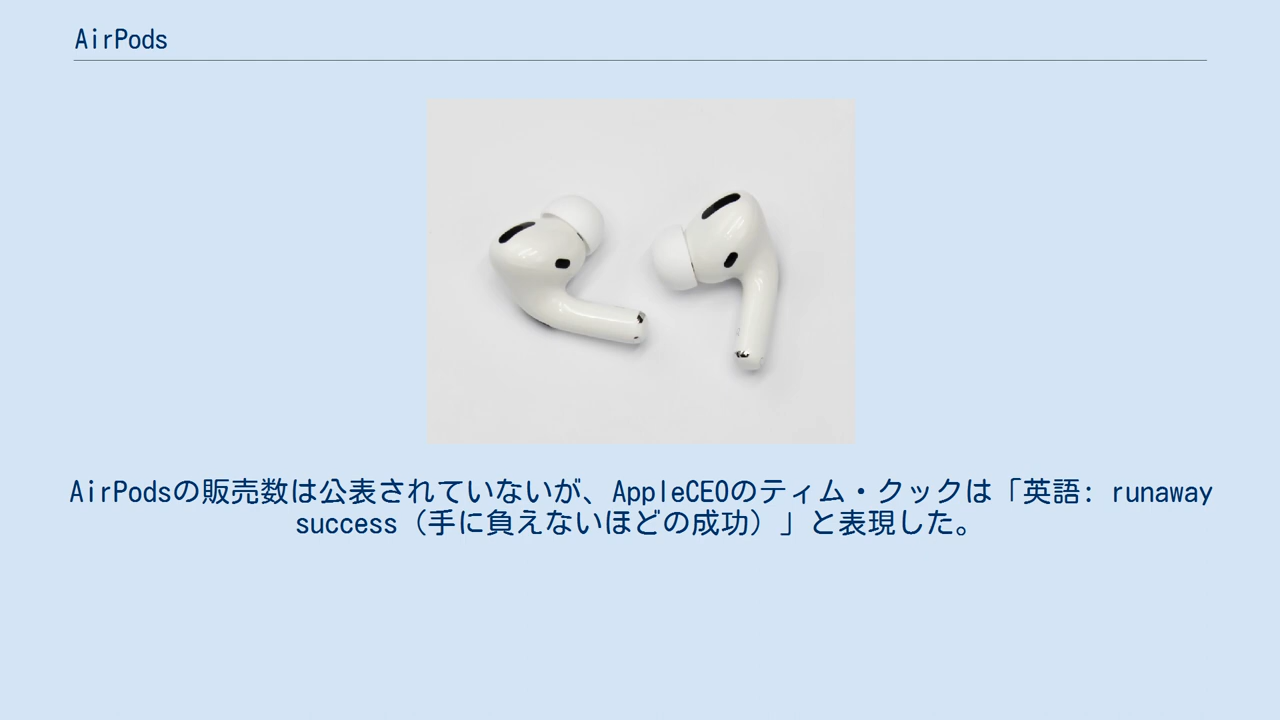 AirPods
AirPodsの販売数は公表されていないが、AppleCEOのティム・クックは「英語: runaway
success（手に負えないほどの成功）」と表現した。